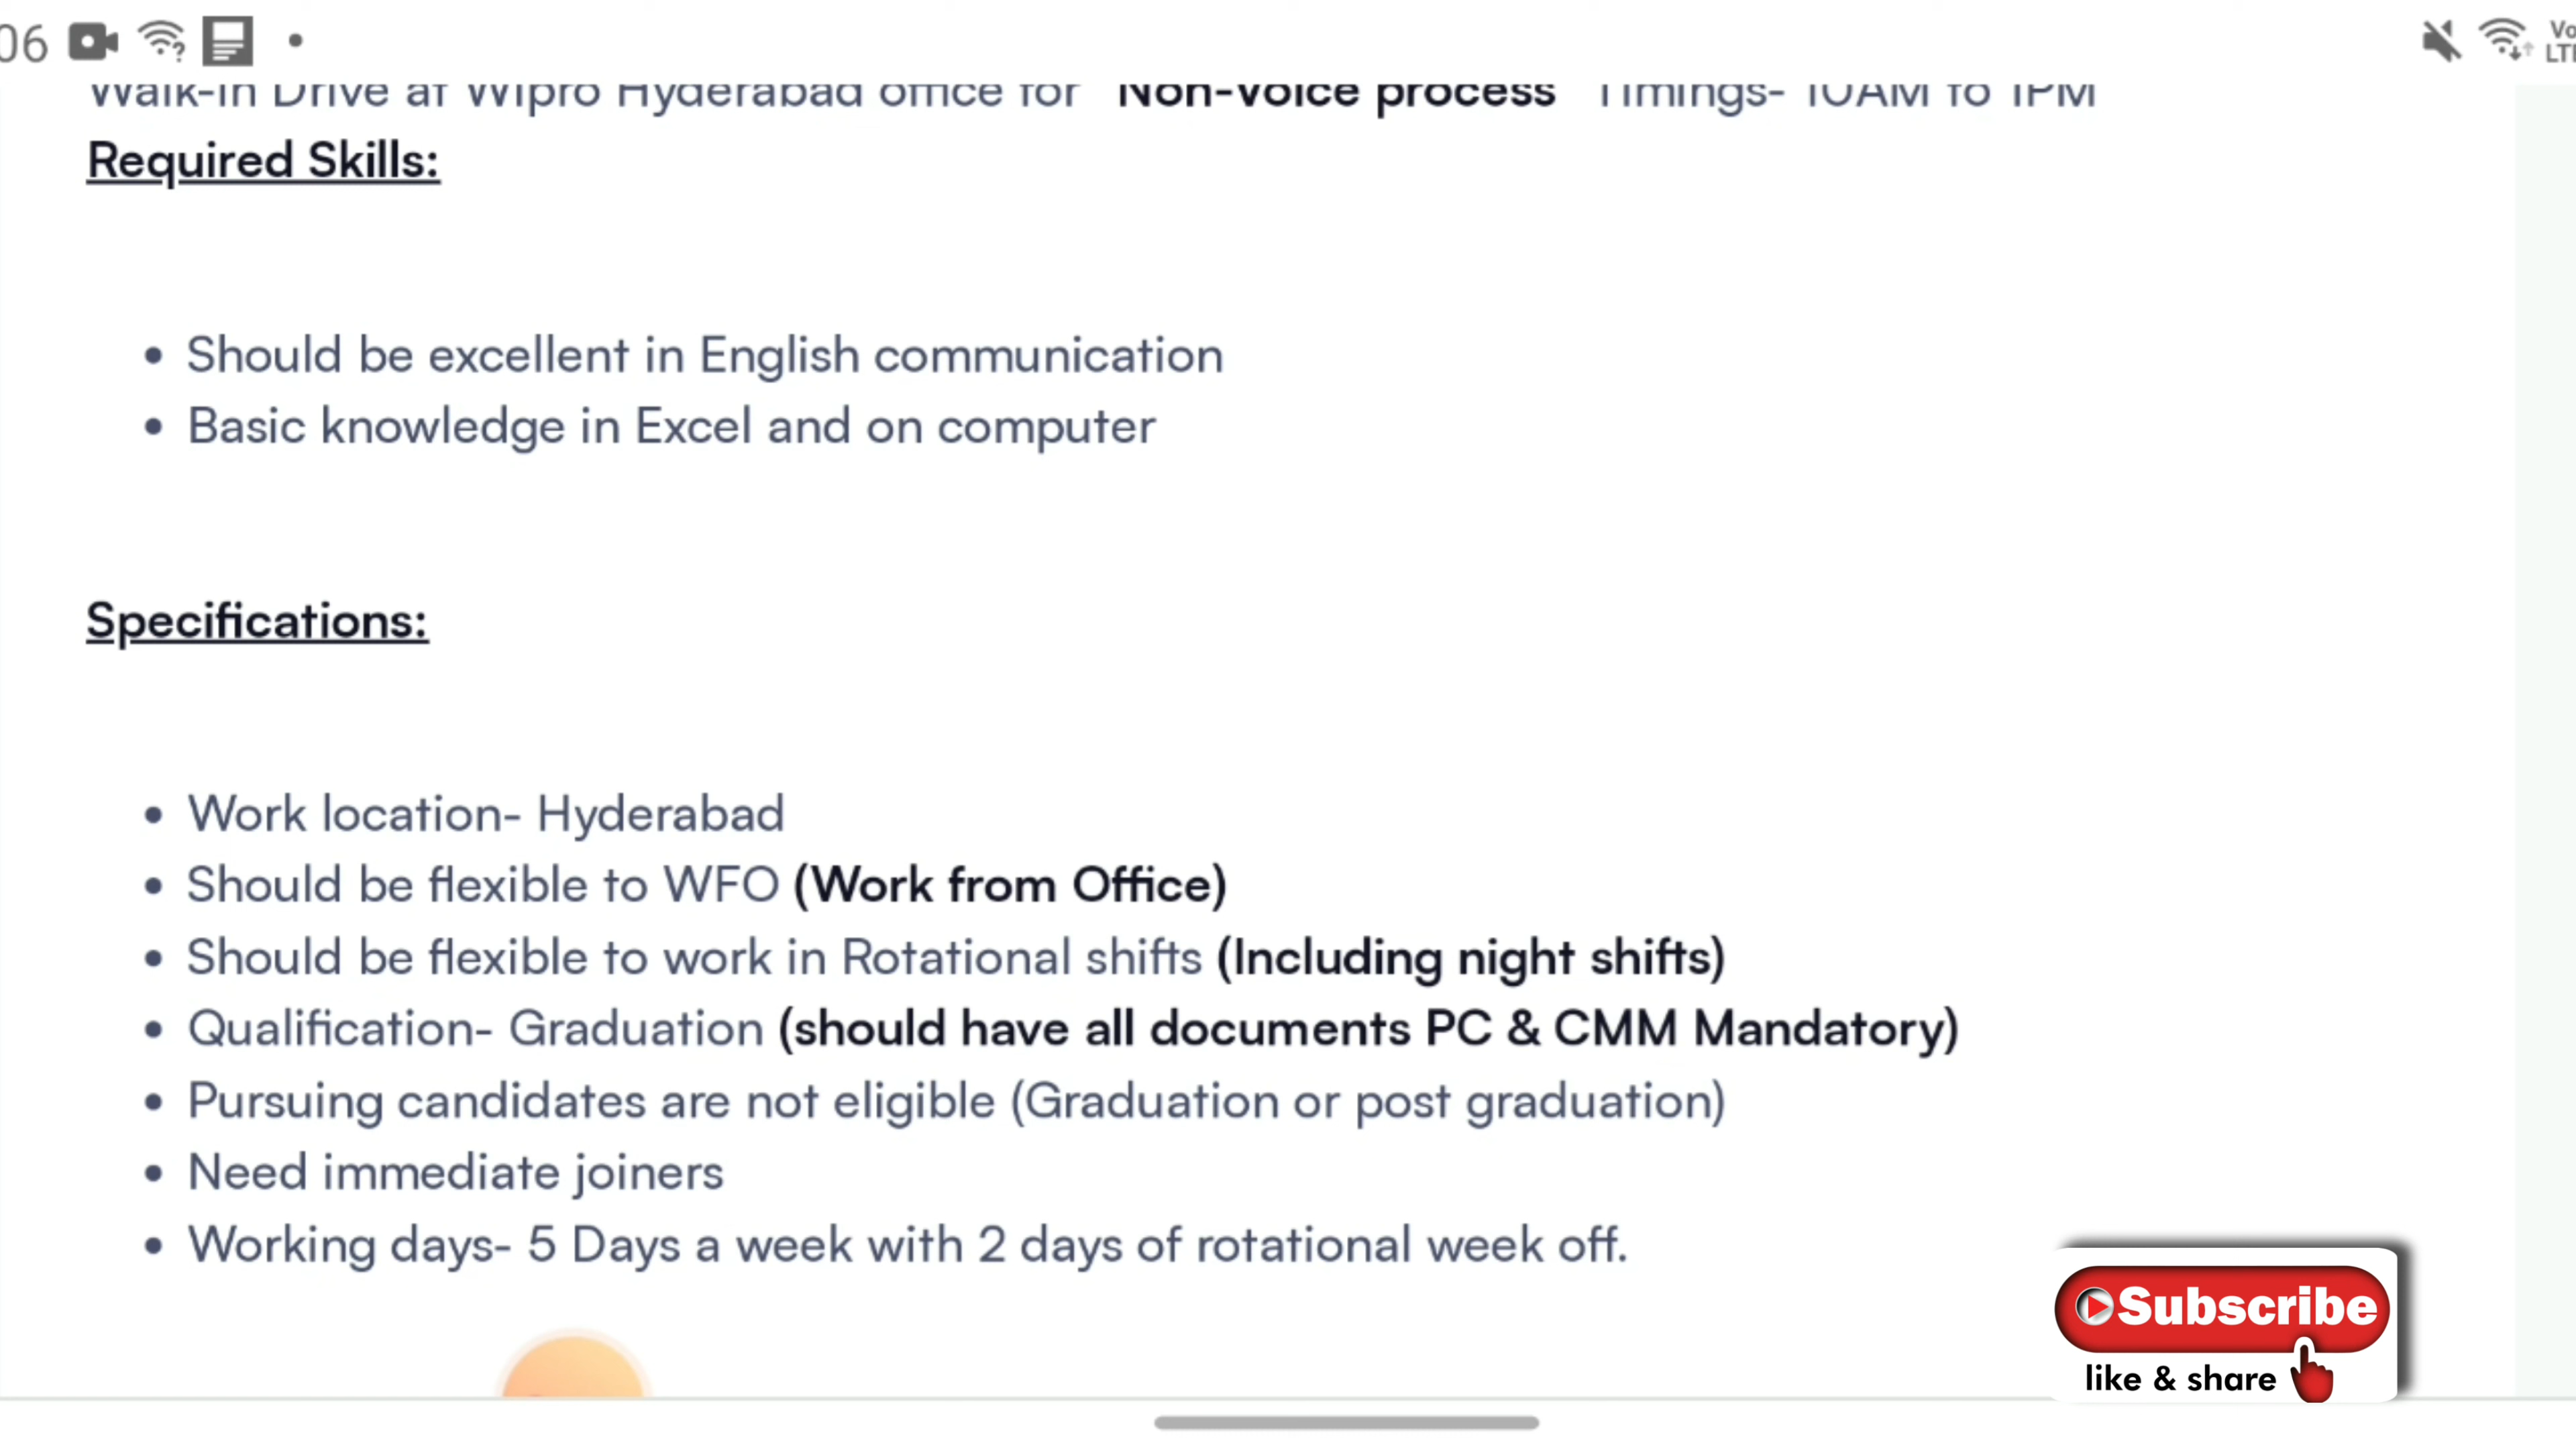 06
Vo
LTE
Walk-in Drive at Wipro Hyderabad office for Non-Voice process Timings- 10AM to 1PM
Required Skills:
Should be excellent in English communication
Basic knowledge in Excel and on computer
Specifications:
Work location- Hyderabad
Should be flexible to WFO (Work from Office)
Should be flexible to work in Rotational shifts (Including night shifts)
Qualification- Graduation (should have all documents PC & CMM Mandatory)
Pursuing candidates are not eligible (Graduation or post graduation)
Need immediate joiners
Working days- 5 Days a week with 2 days of rotational week off.
Subscribe
like & share